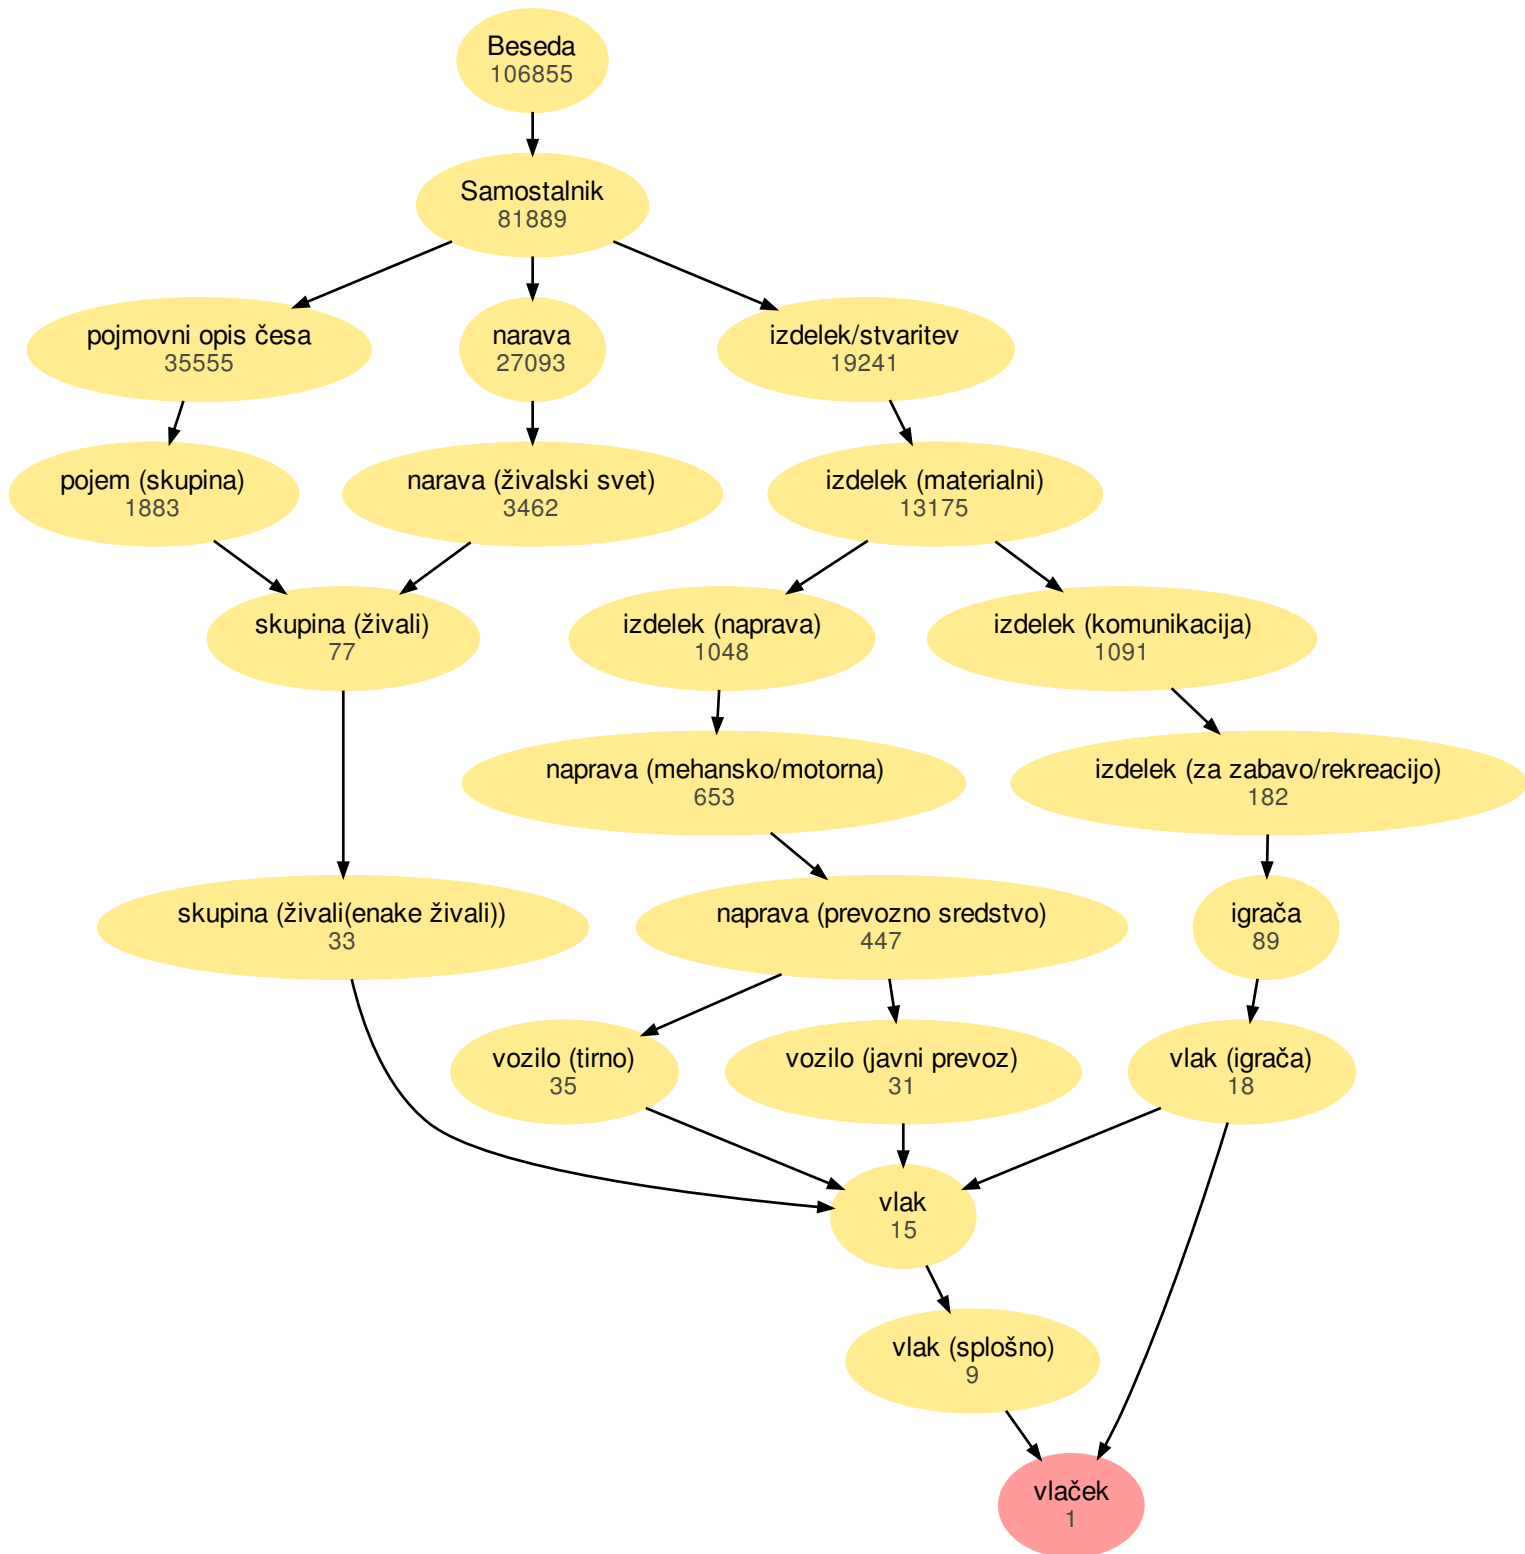 Beseda
106855
Samostalnik
81889
pojmovni opis česa
35555
narava
27093
izdelek/stvaritev
19241
pojem (skupina)
1883
narava (živalski svet)
3462
izdelek (materialni)
13175
skupina (živali)
77
izdelek (naprava)
1048
izdelek (komunikacija)
1091
naprava (mehansko/motorna)
653
izdelek (za zabavo/rekreacijo)
182
skupina (živali(enake živali))
33
naprava (prevozno sredstvo)
447
igrača
89
vozilo (tirno)
35
vozilo (javni prevoz)
31
vlak (igrača)
18
vlak
15
vlak (splošno)
9
vlaček
1